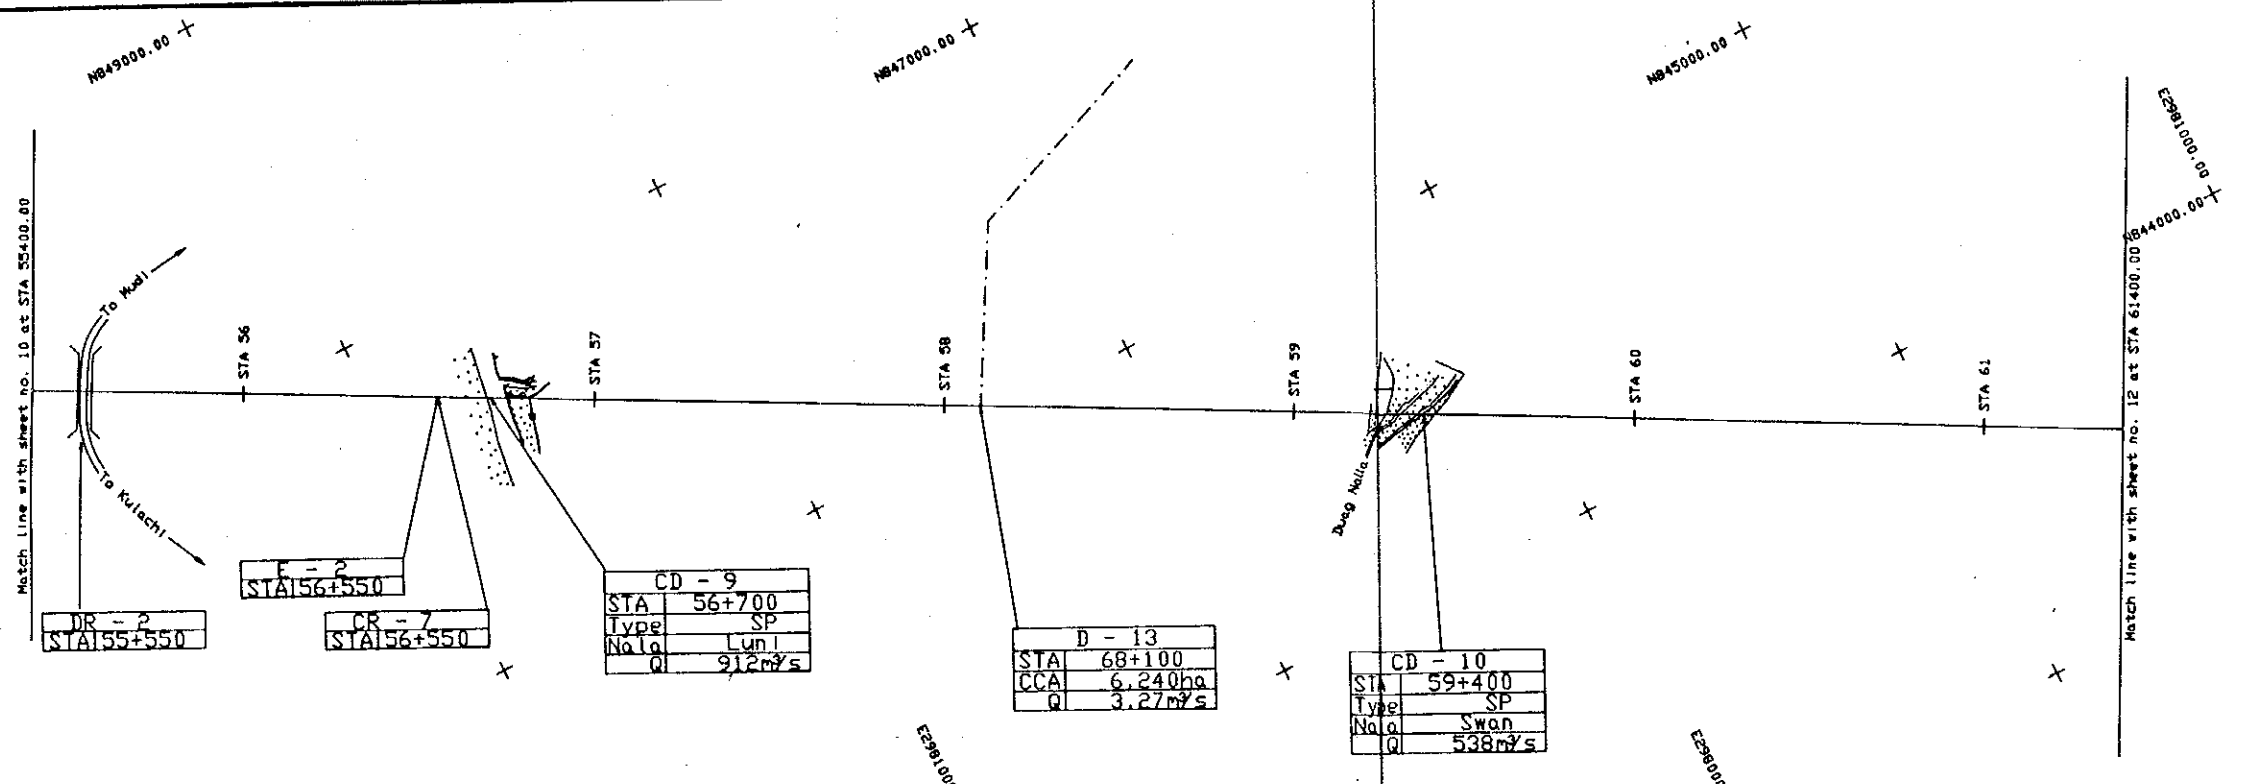 N849000.00
N847000.00
N845000.00
E2981000.00
N844000.00
Match line with sheet no. 10 at STA 55400.00
To Mudi
STA 56
STA 57
STA 58
STA 59
STA 60
STA 61
Match line with sheet no. 12 at STA 61400.00
To Kulachi
Duag Nalla
E - 2
STA 56+550
DR - 2
STA 55+550
CR - 7
STA 56+550
CD - 9
STA 56+700
Type SP
Nala Luni
Q 912m³/s
D - 13
STA 68+100
CCA 6,240ha
Q 3.27m³/s
CD - 10
STA 59+400
Type SP
Nala Swan
Q 538m³/s